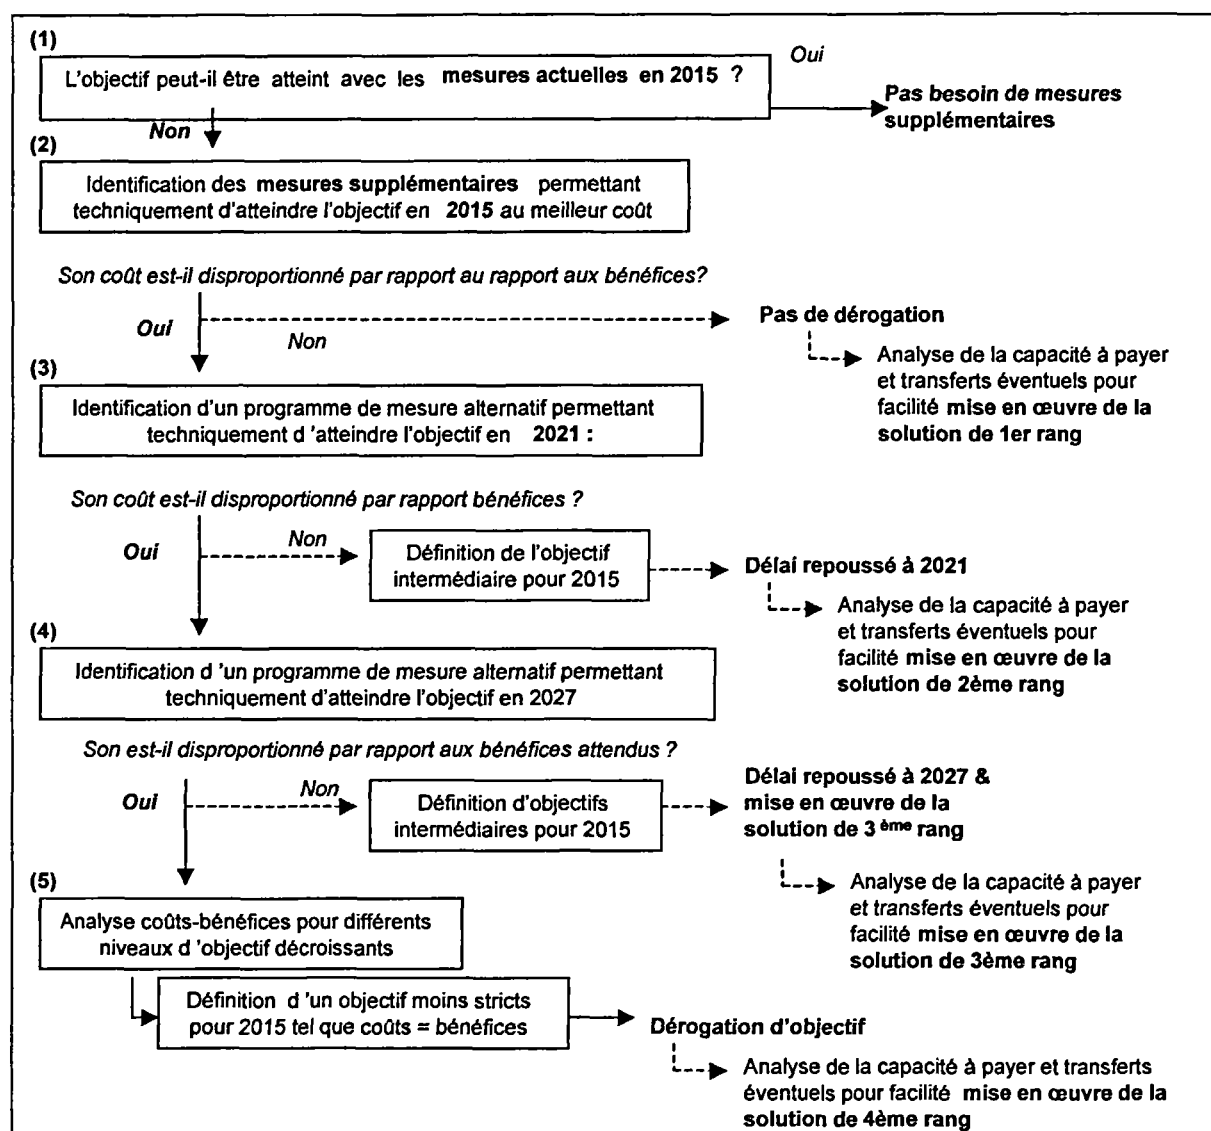 (1)
Oui
L'objectif peut-il être atteint avec les mesures actuelles en 2015 ?
Pas besoin de mesures
supplémentaires
Non
(2)
Identification des mesures supplémentaires permettant
techniquement d'atteindre l'objectif en 2015 au meilleur coût
Son coût est-il disproportionné par rapport au rapport aux bénéfices?
Oui
Non
Pas de dérogation
Analyse de la capacité à payer
et transferts éventuels pour
facilité mise en œuvre de la
solution de 1er rang
(3)
Identification d'un programme de mesure alternatif permettant
techniquement d 'atteindre l'objectif en 2021 :
Son coût est-il disproportionné par rapport bénéfices ?
Oui
Non
Définition de l'objectif
intermédiaire pour 2015
Délai repoussé à 2021
Analyse de la capacité à payer
et transferts éventuels pour
facilité mise en œuvre de la
solution de 2ème rang
(4)
Identification d 'un programme de mesure alternatif permettant
techniquement d'atteindre l'objectif en 2027
Son est-il disproportionné par rapport aux bénéfices attendus ?
Oui
Non
Définition d'objectifs
intermédiaires pour 2015
Délai repoussé à 2027 &
mise en œuvre de la
solution de 3 ème rang
Analyse de la capacité à payer
et transferts éventuels pour
facilité mise en œuvre de la
solution de 3ème rang
(5)
Analyse coûts-bénéfices pour différents
niveaux d 'objectif décroissants
Définition d 'un objectif moins stricts
pour 2015 tel que coûts = bénéfices
Dérogation d'objectif
Analyse de la capacité à payer et transferts
éventuels pour facilité mise en œuvre de la
solution de 4ème rang